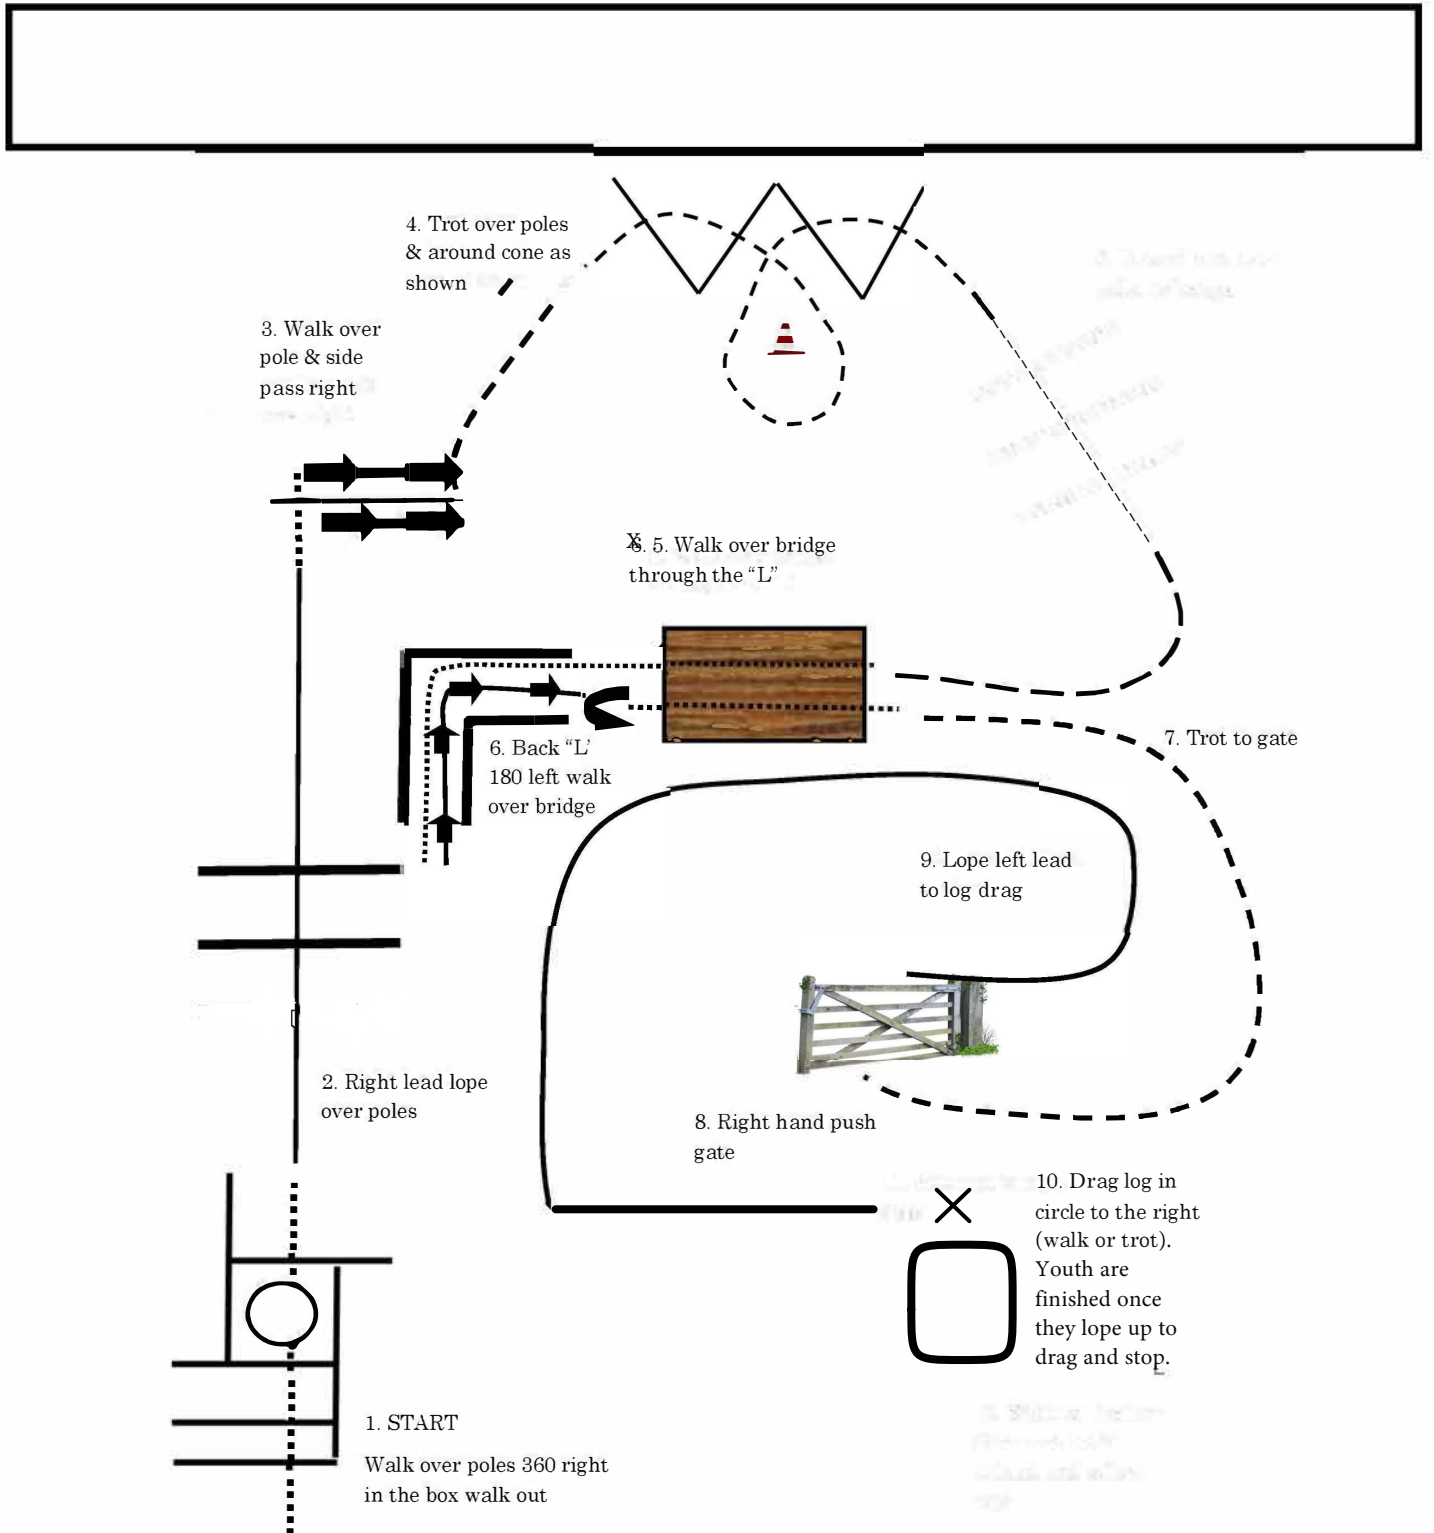 4. Trot over poles
& around cone as
shown
3. Walk over
pole & side
pass right
X
6. 5. Walk over bridge
through the “L”
6. Back “L’
180 left walk
over bridge
7. Trot to gate
9. Lope left lead
to log drag
2. Right lead lope
over poles
8. Right hand push
gate
10. Drag log in
circle to the right
(walk or trot).
Youth are
finished once
they lope up to
drag and stop.
1. START
Walk over poles 360 right
in the box walk out